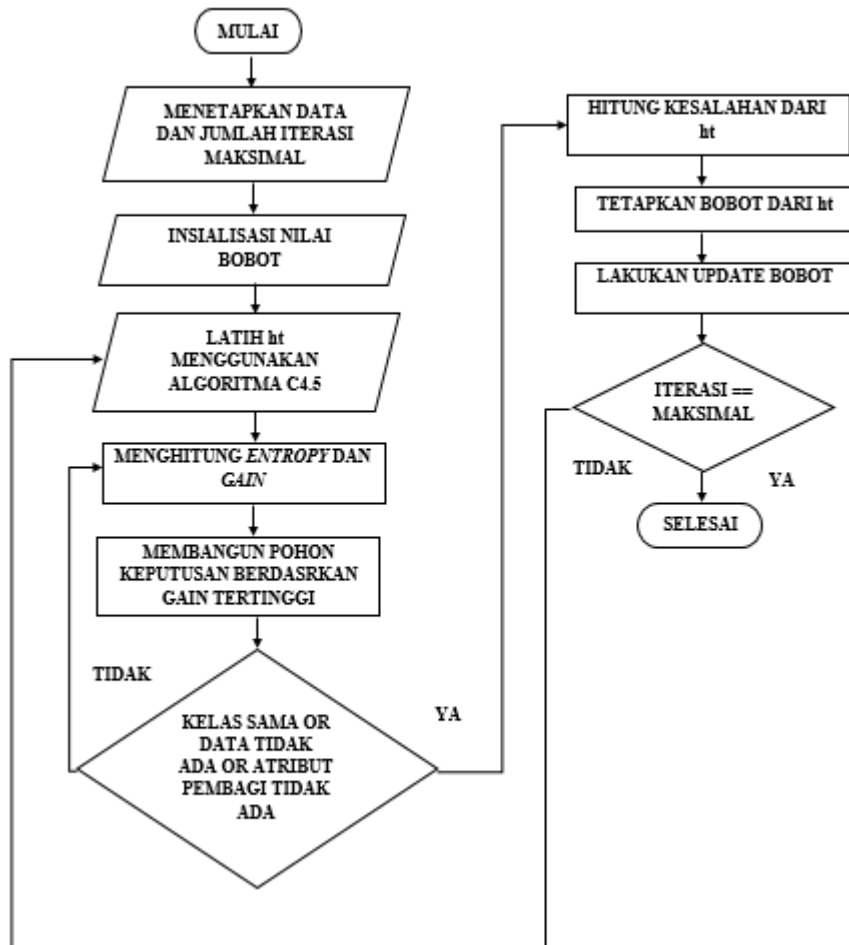 MULAI
MENETAPKAN DATA
DAN JUMLAH ITERASI
MAKSIMAL
INSIALISASI NILAI
BOBOT
LATIH ht
MENGGUNAKAN
ALGORITMA C4.5
MENGHITUNG ENTROPY DAN
GAIN
MEMBANGUN POHON
KEPUTUSAN BERDASRKAN
GAIN TERTINGGI
TIDAK
YA
KELAS SAMA OR
DATA TIDAK
ADA OR ATRIBUT
PEMBAGI TIDAK
ADA
HITUNG KESALAHAN DARI
ht
TETAPKAN BOBOT DARI ht
LAKUKAN UPDATE BOBOT
ITERASI ==
MAKSIMAL
TIDAK
YA
SELESAI